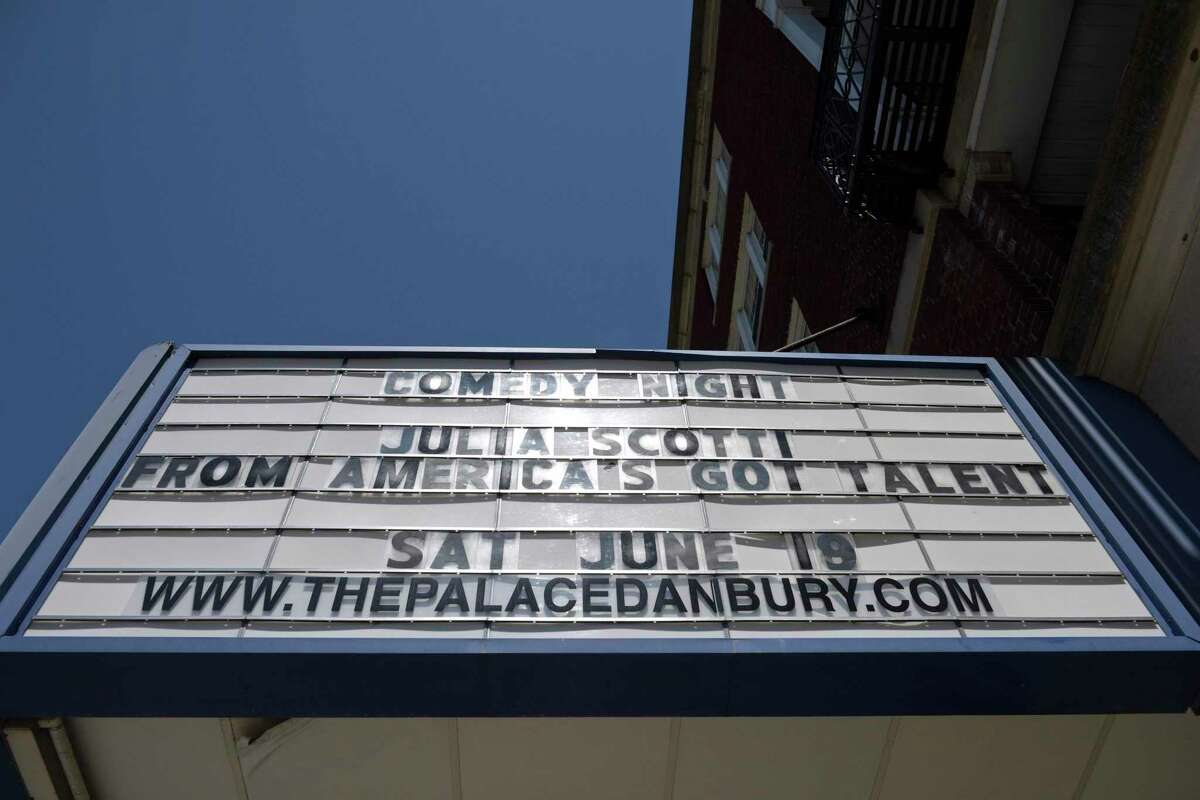 COMEDY NIGHT
JULIA SCOTTI
FROM AMERICA'S GOT TALENT
SAT JUNE 19
WWW.THEPALACEDANBURY.COM